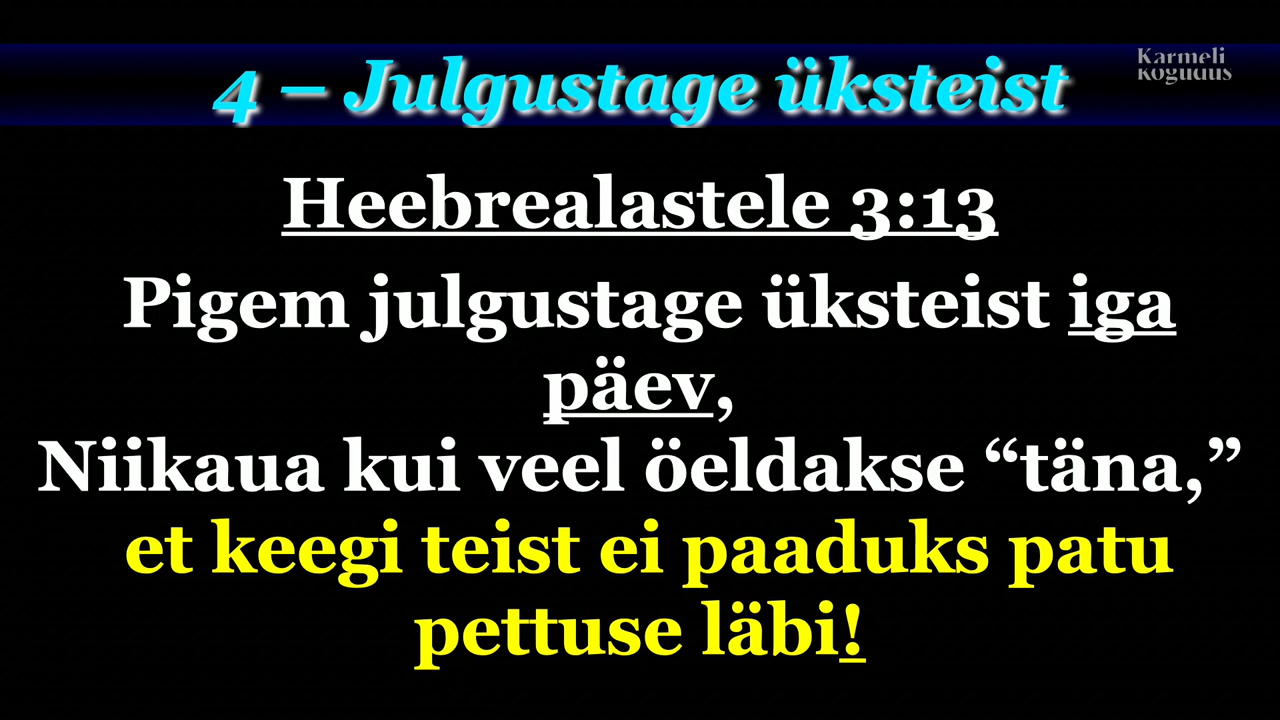 4 – Julgustage üksteist
Karmeli
Kogudus
Heebrealastele 3:13
Pigem julgustage üksteist iga
päev,
Niikaua kui veel öeldakse “täna,”
et keegi teist ei paaduks patu
pettuse läbi!